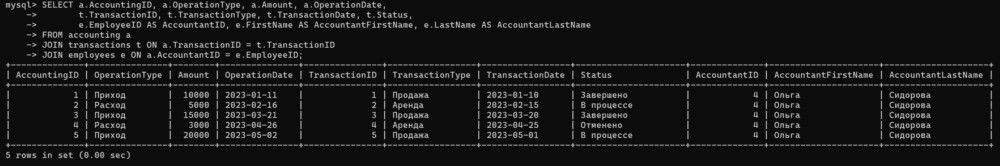 mysql> SELECT a.AccountingID, a.OperationType, a.Amount, a.OperationDate,
    ->        t.TransactionID, t.TransactionType, t.TransactionDate, t.Status,
    ->        e.EmployeeID AS AccountantID, e.FirstName AS AccountantFirstName, e.LastName AS AccountantLastName
    -> FROM accounting a
    -> JOIN transactions t ON a.TransactionID = t.TransactionID
    -> JOIN employees e ON a.AccountantID = e.EmployeeID;
+--------------+---------------+--------+---------------+---------------+-----------------+-----------------+---------------------+--------------+---------------------+--------------------+
| AccountingID | OperationType | Amount | OperationDate | TransactionID | TransactionType | TransactionDate | Status              | AccountantID | AccountantFirstName | AccountantLastName |
+--------------+---------------+--------+---------------+---------------+-----------------+-----------------+---------------------+--------------+---------------------+--------------------+
|            1 | Приход        |  10000 | 2023-01-11    |             1 | Продажа         | 2023-01-10      | Завершено           |            4 | Ольга               | Сидорова           |
|            2 | Расход        |   5000 | 2023-02-16    |             2 | Аренда          | 2023-02-15      | В процессе          |            4 | Ольга               | Сидорова           |
|            3 | Приход        |  15000 | 2023-03-21    |             3 | Продажа         | 2023-03-20      | Завершено           |            4 | Ольга               | Сидорова           |
|            4 | Расход        |   3000 | 2023-04-26    |             4 | Аренда          | 2023-04-25      | Отменено            |            4 | Ольга               | Сидорова           |
|            5 | Приход        |  20000 | 2023-05-02    |             5 | Продажа         | 2023-05-01      | В процессе          |            4 | Ольга               | Сидорова           |
+--------------+---------------+--------+---------------+---------------+-----------------+-----------------+---------------------+--------------+---------------------+--------------------+
5 rows in set (0.00 sec)